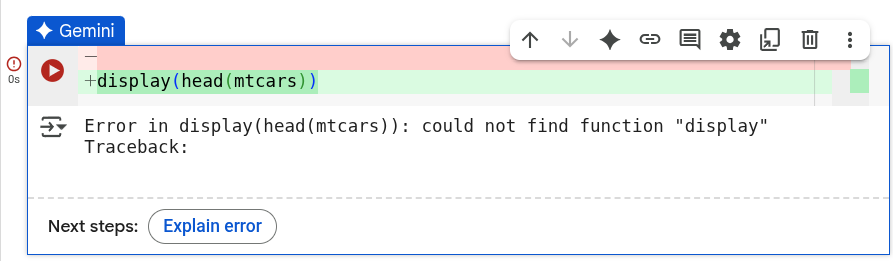 Gemini
−
+display(head(mtcars))
0s
Error in display(head(mtcars)): could not find function "display"
Traceback:
Next steps: Explain error